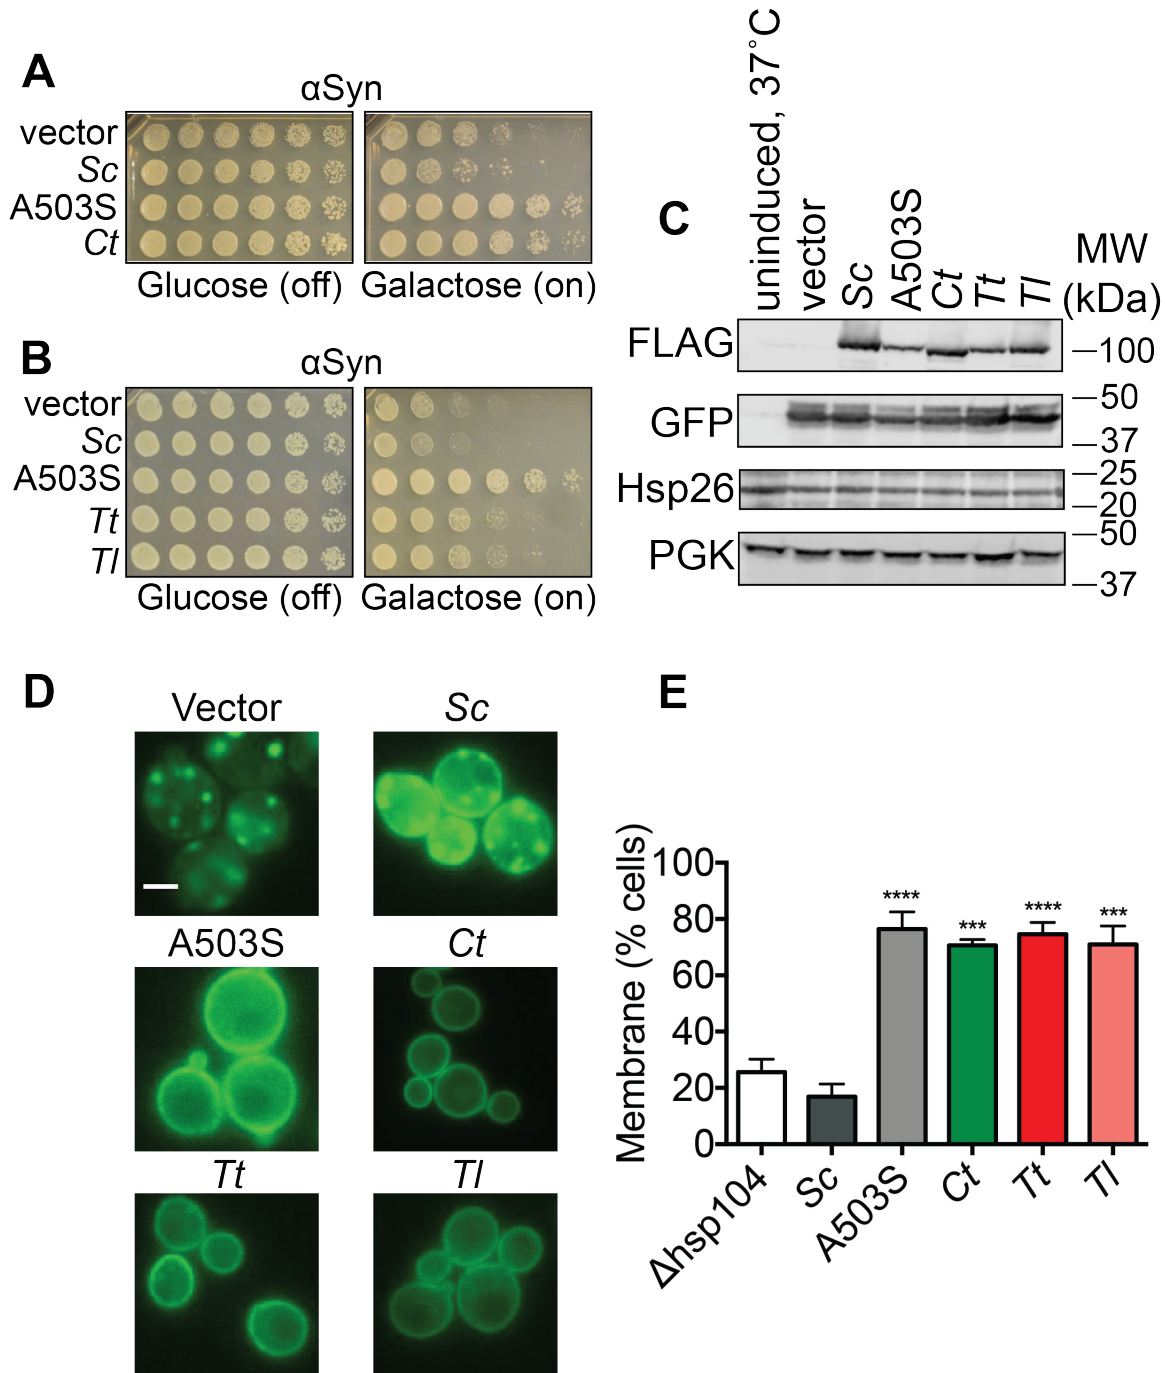 A
αSyn
vector
Sc
A503S
Ct
Glucose (off)
Galactose (on)
B
αSyn
vector
Sc
A503S
Tt
Tl
Glucose (off)
Galactose (on)
C
uninduced, 37°C
vector
Sc
A503S
Ct
Tt
Tl
MW
(kDa)
FLAG
100
GFP
50
37
Hsp26
25
20
PGK
50
37
D
Vector
Sc
A503S
Ct
Tt
Tl
E
Membrane (% cells)
100
80
60
40
20
0
****
***
****
***
Δhsp104
Sc
A503S
Ct
Tt
Tl